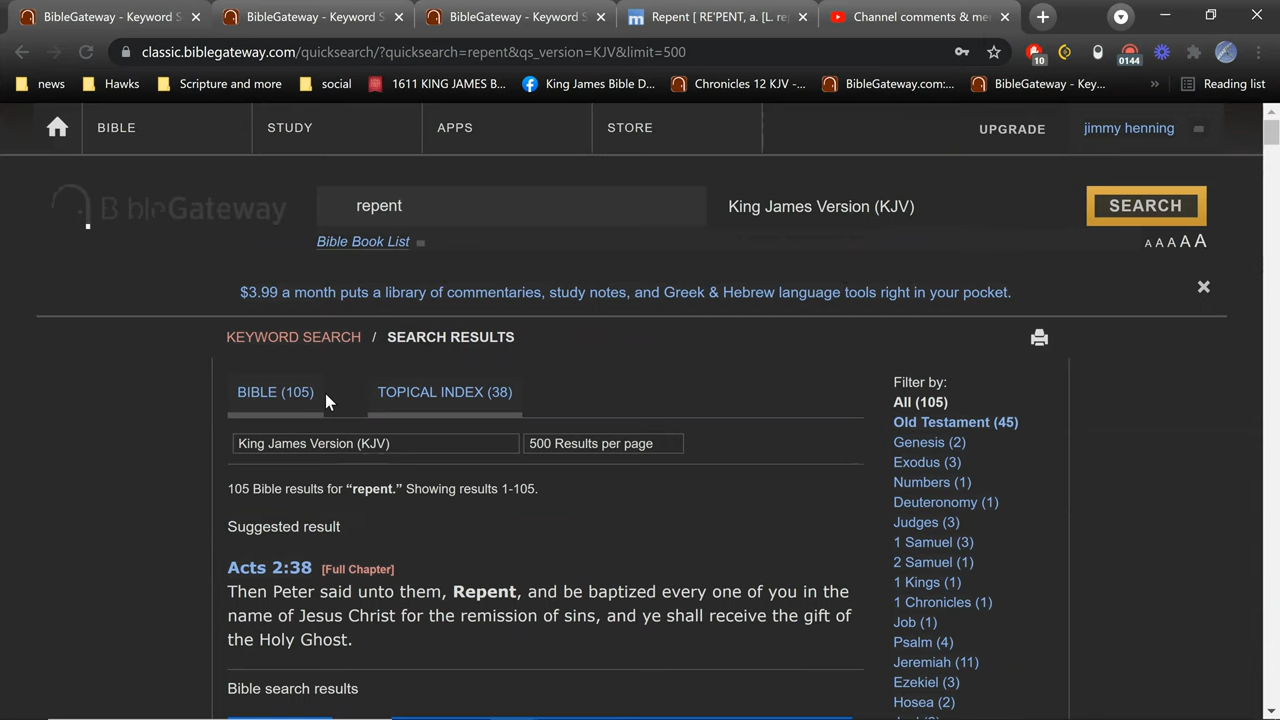 BibleGateway - Keyword S
BibleGateway - Keyword S
BibleGateway - Keyword S
Repent [ RE'PENT, a. [L. re
Channel comments & me
classic.biblegateway.com/quicksearch/?quicksearch=repent&qs_version=KJV&limit=500
10
0144
news
Hawks
Scripture and more
social
1611 KING JAMES B...
King James Bible D...
Chronicles 12 KJV -...
BibleGateway.com:...
BibleGateway - Key...
»
Reading list
BIBLE
STUDY
APPS
STORE
UPGRADE
jimmy henning
BibleGateway
repent
King James Version (KJV)
SEARCH
Bible Book List
A A A A A
$3.99 a month puts a library of commentaries, study notes, and Greek & Hebrew language tools right in your pocket.
KEYWORD SEARCH / SEARCH RESULTS
BIBLE (105)
TOPICAL INDEX (38)
King James Version (KJV)
500 Results per page
105 Bible results for “repent.” Showing results 1-105.
Suggested result
Acts 2:38 [Full Chapter]
Then Peter said unto them, Repent, and be baptized every one of you in the
name of Jesus Christ for the remission of sins, and ye shall receive the gift of
the Holy Ghost.
Bible search results
Filter by:
All (105)
Old Testament (45)
Genesis (2)
Exodus (3)
Numbers (1)
Deuteronomy (1)
Judges (3)
1 Samuel (3)
2 Samuel (1)
1 Kings (1)
1 Chronicles (1)
Job (1)
Psalm (4)
Jeremiah (11)
Ezekiel (3)
Hosea (2)